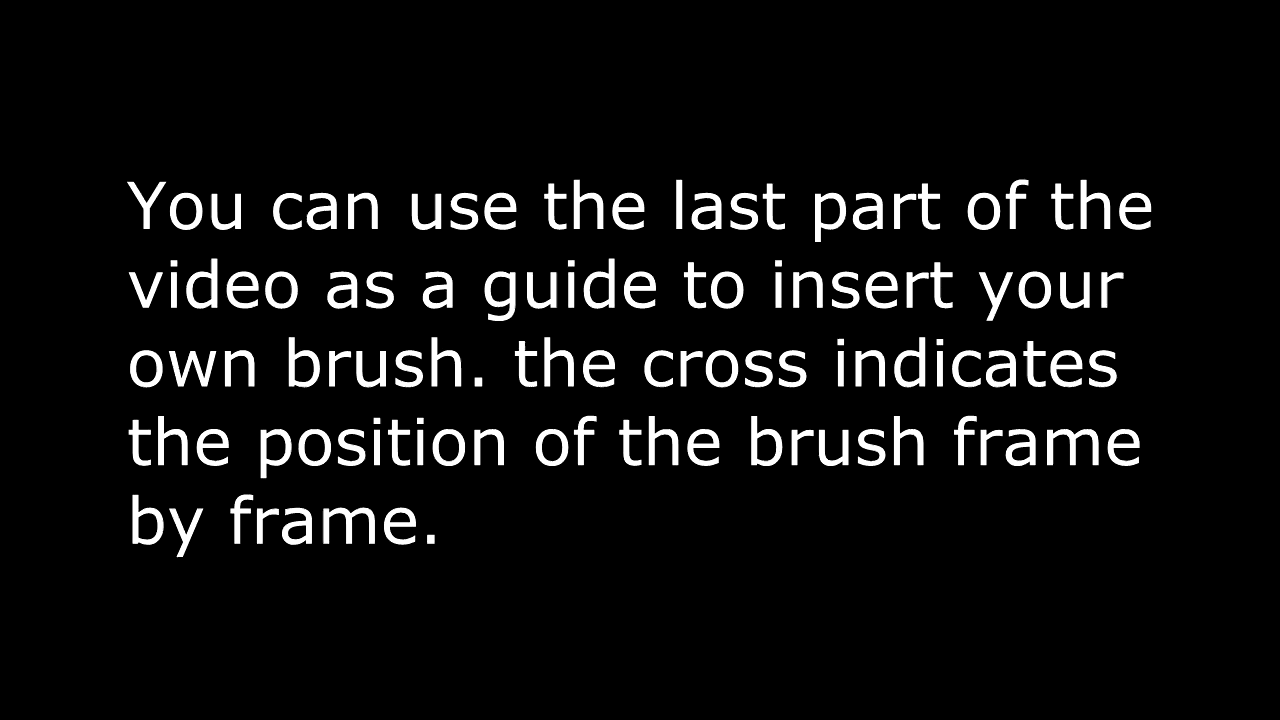 You can use the last part of the
video as a guide to insert your
own brush. the cross indicates
the position of the brush frame
by frame.